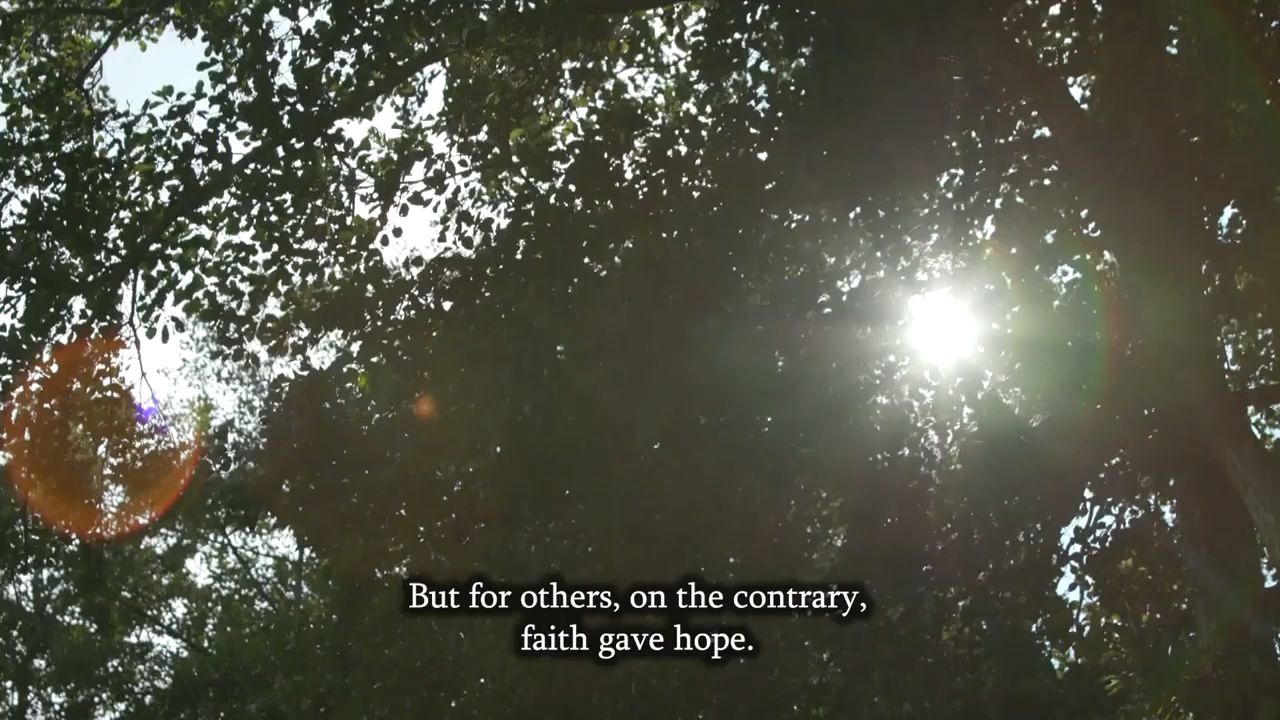 But for others, on the contrary,
faith gave hope.